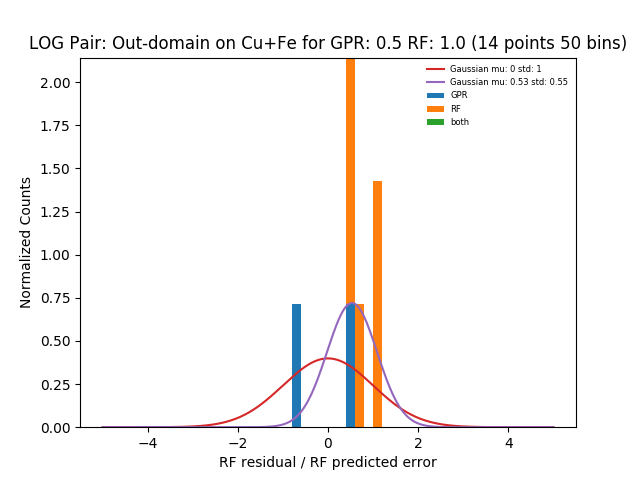 LOG Pair: Out-domain on Cu+Fe for GPR: 0.5 RF: 1.0 (14 points 50 bins)
Gaussian mu: 0 std: 1
Gaussian mu: 0.53 std: 0.55
GPR
RF
both
Normalized Counts
2.00
1.75
1.50
1.25
1.00
0.75
0.50
0.25
0.00
−4 −2 0 2 4
RF residual / RF predicted error